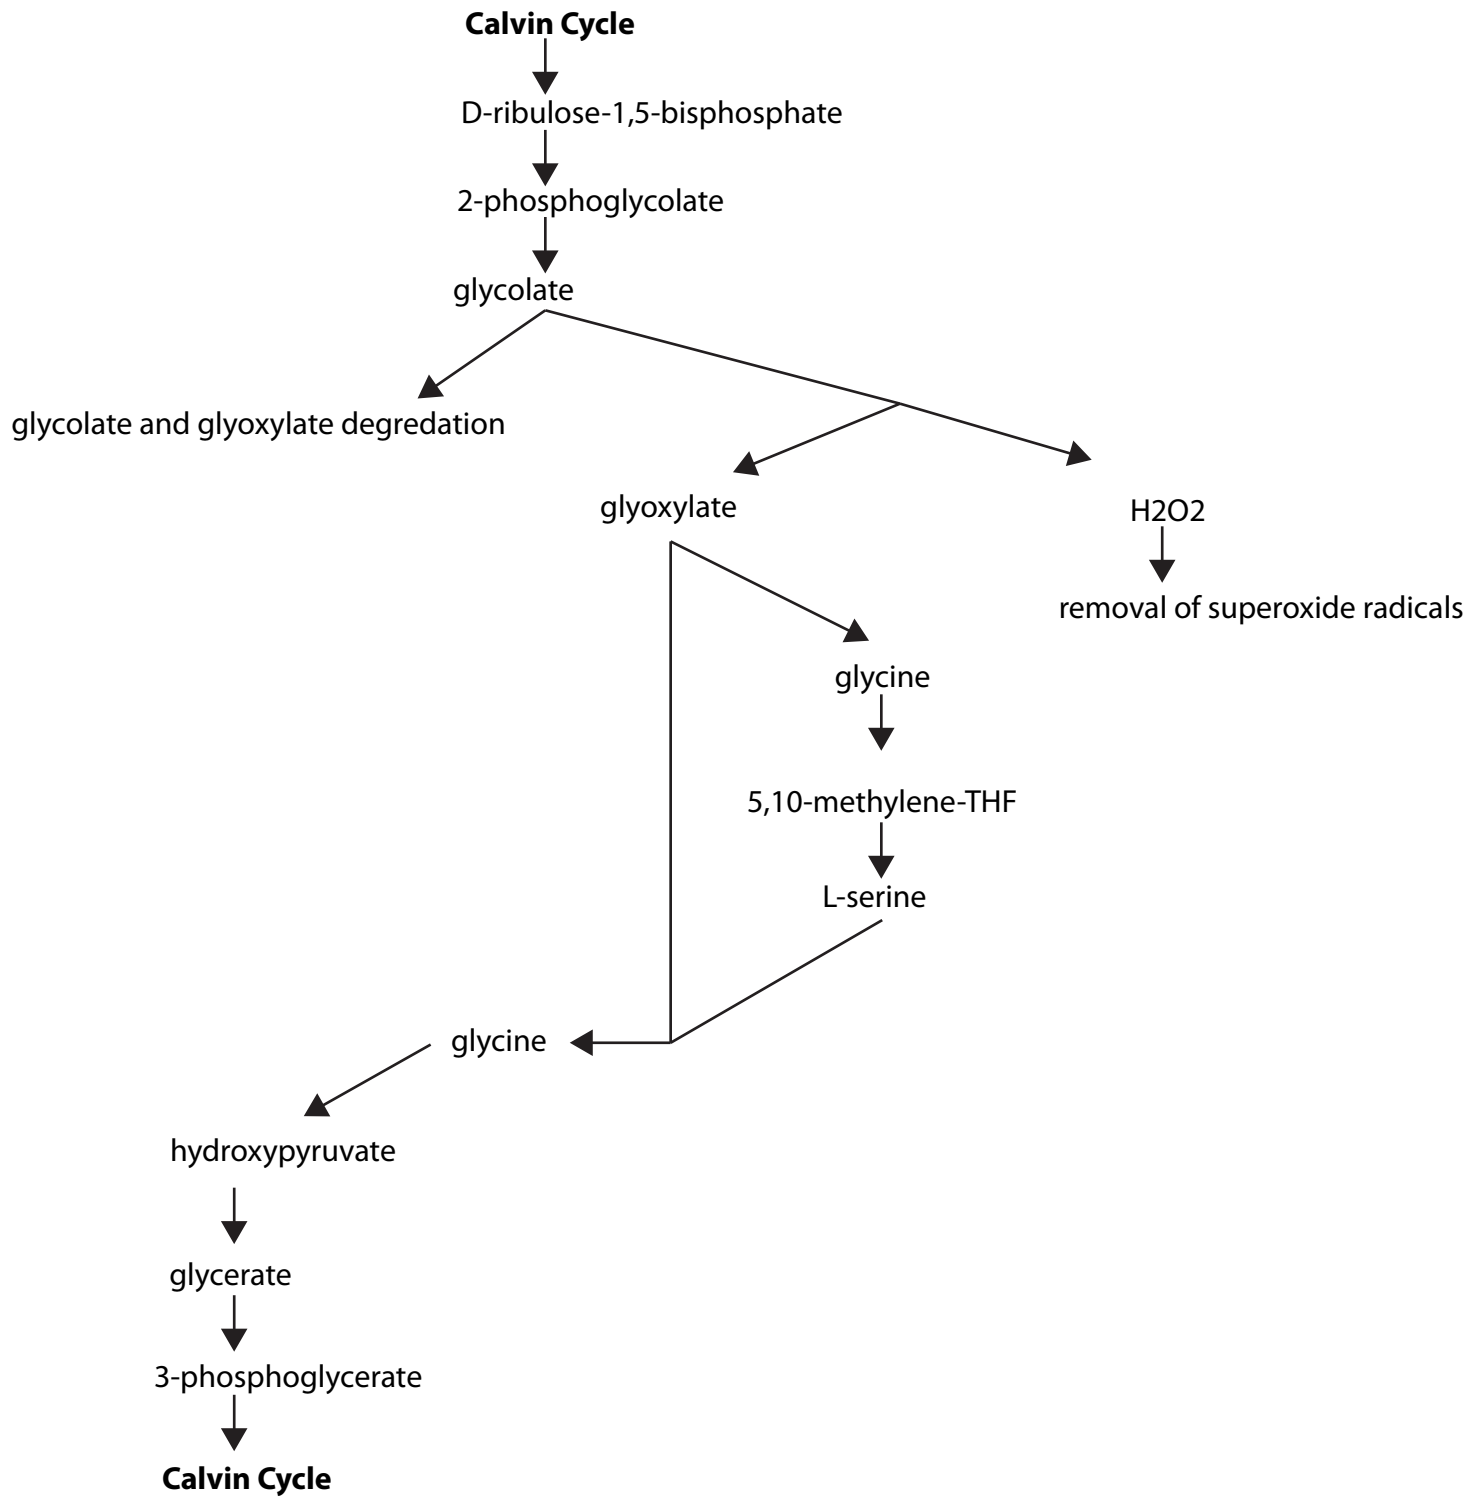 Calvin Cycle
D-ribulose-1,5-bisphosphate
2-phosphoglycolate
glycolate
glycolate and glyoxylate degredation
glyoxylate
H2O2
removal of superoxide radicals
glycine
5,10-methylene-THF
L-serine
glycine
hydroxypyruvate
glycerate
3-phosphoglycerate
Calvin Cycle